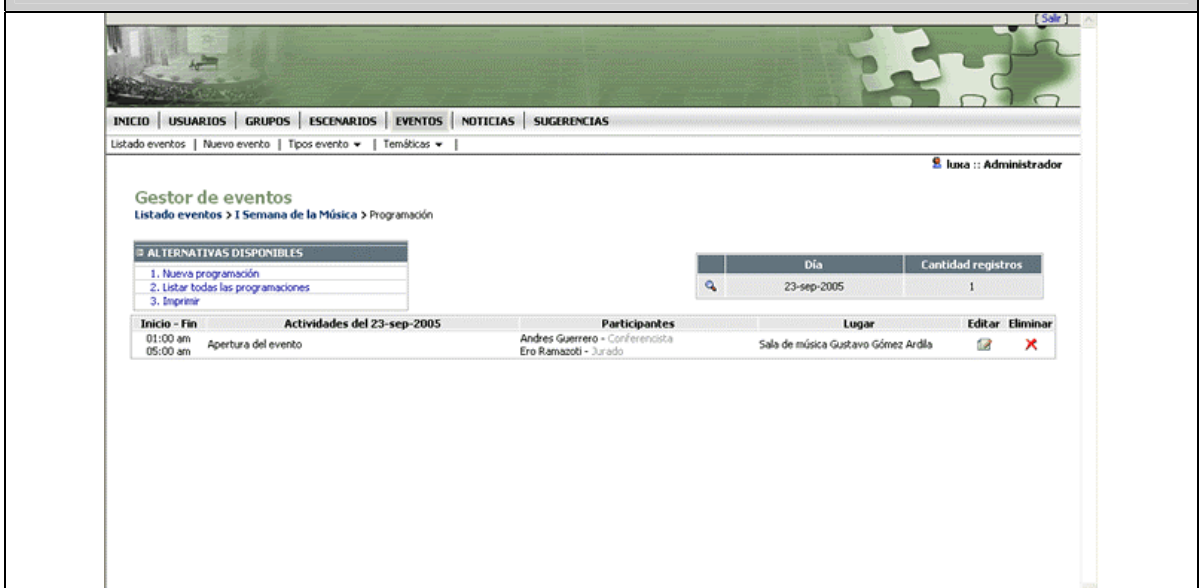 [ Salir ]
INICIO | USUARIOS | GRUPOS | ESCENARIOS | EVENTOS | NOTICIAS | SUGERENCIAS
Listado eventos | Nuevo evento | Tipos evento | Temáticas |
luxa :: Administrador
Gestor de eventos
Listado eventos > I Semana de la Música > Programación
ALTERNATIVAS DISPONIBLES
1. Nueva programación
2. Listar todas las programaciones
3. Imprimir
Día Cantidad registros
23-sep-2005 1
Inicio - Fin Actividades del 23-sep-2005 Participantes Lugar Editar Eliminar
01:00 am
05:00 am
Apertura del evento
Andres Guerrero - Conferencista
Ero Ramazoti - Jurado
Sala de música Gustavo Gómez Ardila